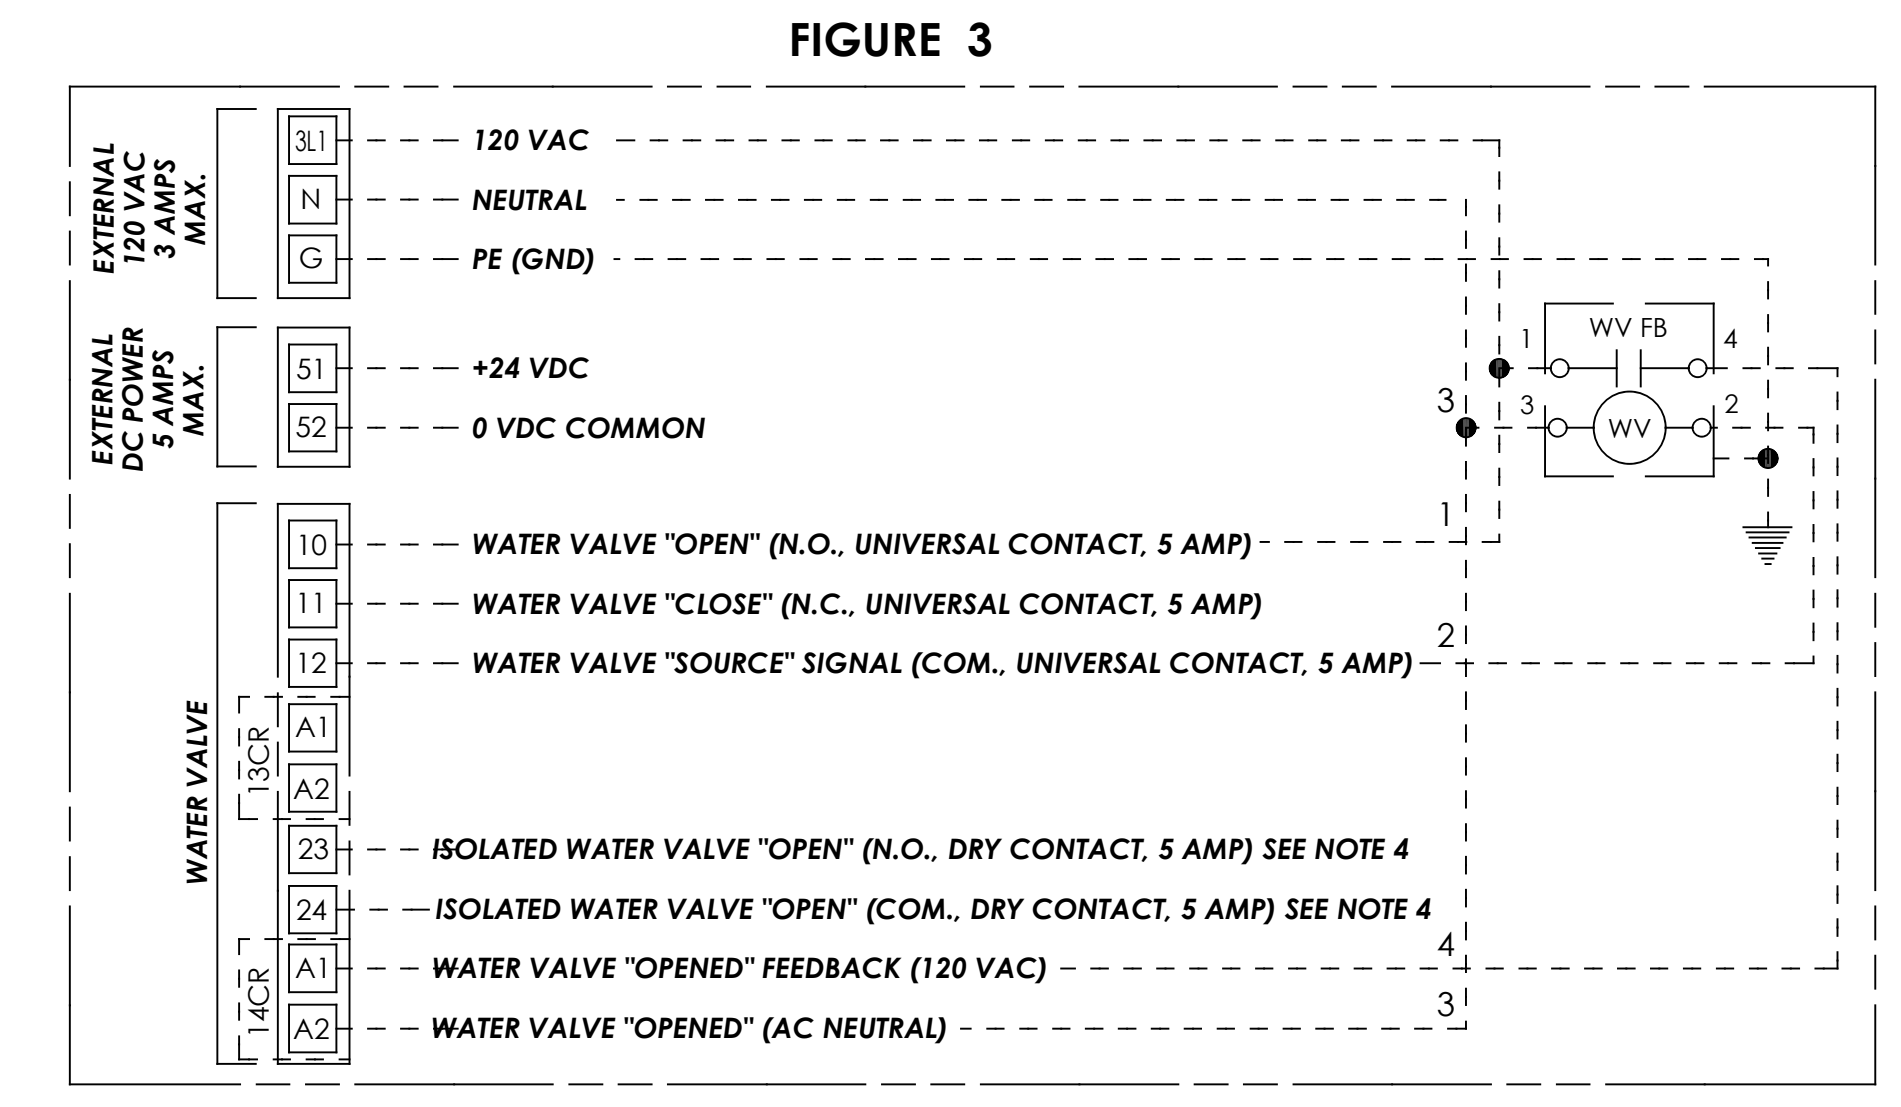 FIGURE 3
EXTERNAL
120 VAC
3 AMPS
MAX.
3L1 120 VAC
N NEUTRAL
G PE (GND)
EXTERNAL
DC POWER
5 AMPS
MAX.
51 +24 VDC
52 0 VDC COMMON
WV FB
1 4
3 3 2
WV
WATER VALVE
1
10 WATER VALVE "OPEN" (N.O., UNIVERSAL CONTACT, 5 AMP)
11 WATER VALVE "CLOSE" (N.C., UNIVERSAL CONTACT, 5 AMP)
2
12 WATER VALVE "SOURCE" SIGNAL (COM., UNIVERSAL CONTACT, 5 AMP)
13CR
A1
A2
23 ISOLATED WATER VALVE "OPEN" (N.O., DRY CONTACT, 5 AMP) SEE NOTE 4
24 ISOLATED WATER VALVE "OPEN" (COM., DRY CONTACT, 5 AMP) SEE NOTE 4
14CR
4
A1 WATER VALVE "OPENED" FEEDBACK (120 VAC)
3
A2 WATER VALVE "OPENED" (AC NEUTRAL)